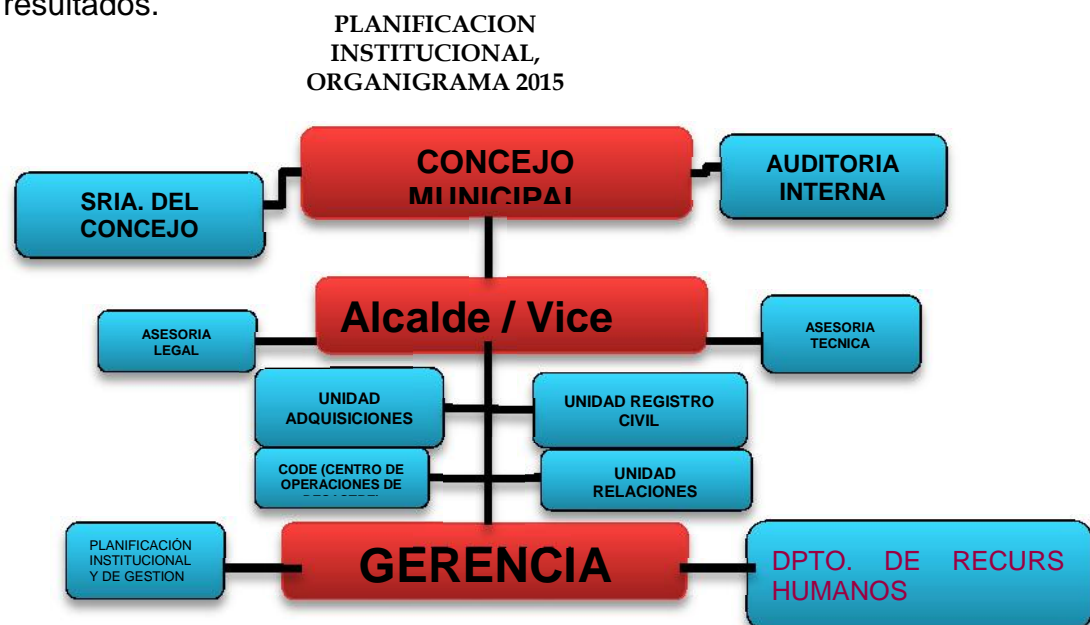 resultados.
PLANIFICACION
INSTITUCIONAL,
ORGANIGRAMA 2015
CONCEJO
MUNICIPAL
AUDITORIA
INTERNA
SRIA. DEL
CONCEJO
Alcalde / Vice
ASESORIA
LEGAL
ASESORIA
TECNICA
UNIDAD
ADQUISICIONES
UNIDAD REGISTRO
CIVIL
CODE (CENTRO DE
OPERACIONES DE
UNIDAD
RELACIONES
PLANIFICACIÓN
INSTITUCIONAL
Y DE GESTION
GERENCIA
DPTO. DE RECURS
HUMANOS